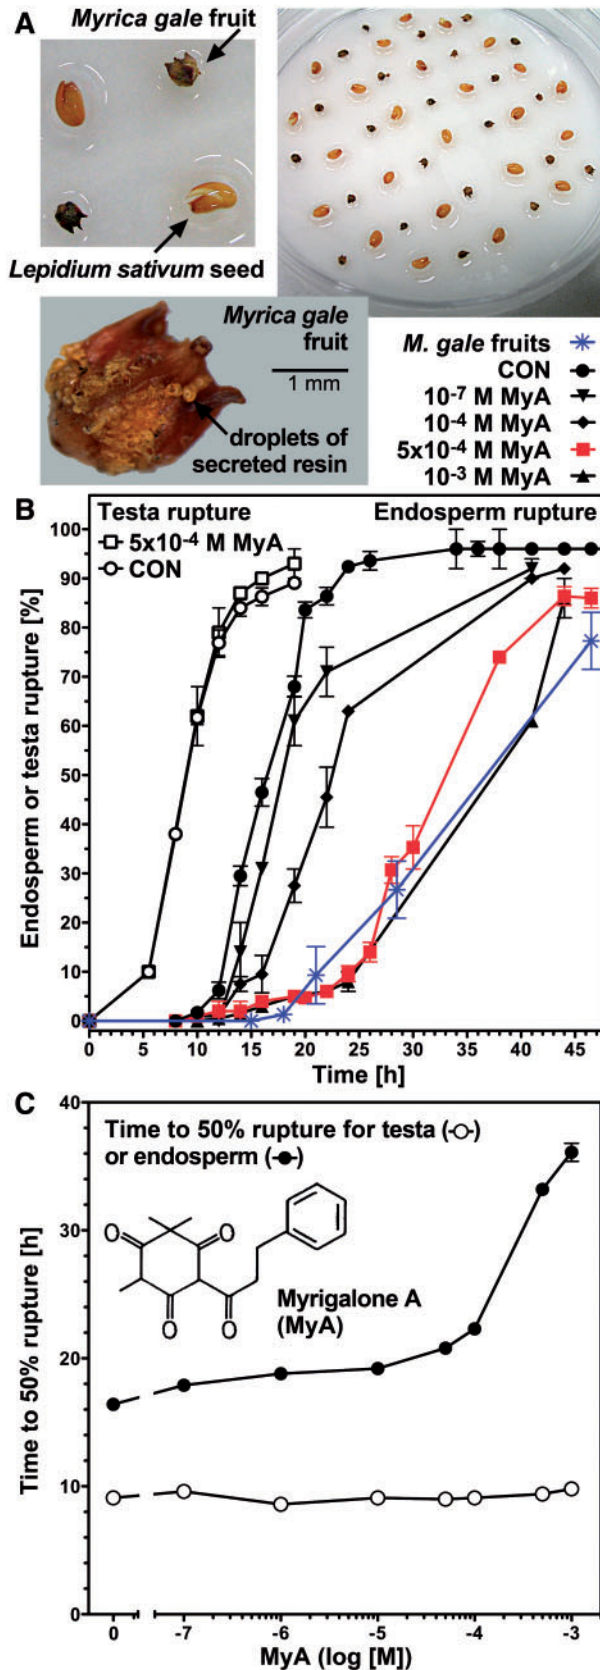 A
Myrica gale fruit
Lepidium sativum seed
Myrica gale
fruit
1 mm
droplets of
secreted resin
M. gale fruits
CON
10⁻⁷ M MyA
10⁻⁴ M MyA
5x10⁻⁴ M MyA
10⁻³ M MyA
B
Testa rupture
5x10⁻⁴ M MyA
CON
Endosperm rupture
Endosperm or testa rupture [%]
100
90
80
70
60
50
40
30
20
10
0
0 5 10 15 20 25 30 35 40 45
Time [h]
C
Time to 50% rupture for testa (-○-)
or endosperm (-●-)
O O
O O
Myrigalone A
(MyA)
Time to 50% rupture [h]
40
30
20
10
0
0 -7 -6 -5 -4 -3
MyA (log [M])